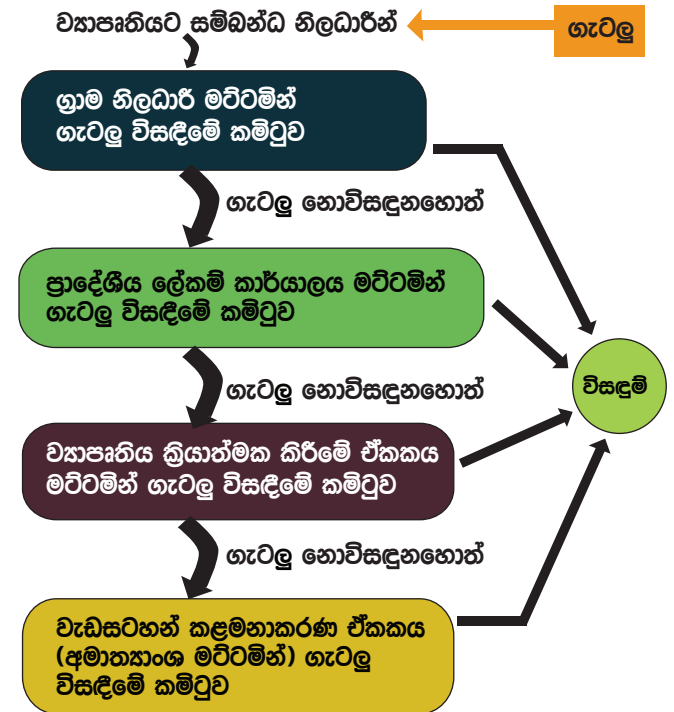 ව්‍යාපෘතියට සම්බන්ධ නිලධාරීන්
ගැටලු
ග්‍රාම නිලධාරී මට්ටමින්
ගැටලු විසඳීමේ කමිටුව
ගැටලු නොවිසඳුනහොත්
ප්‍රාදේශීය ලේකම් කාර්යාලය මට්ටමින්
ගැටලු විසඳීමේ කමිටුව
විසඳුම්
ගැටලු නොවිසඳුනහොත්
ව්‍යාපෘතිය ක්‍රියාත්මක කිරීමේ ඒකකය
මට්ටමින් ගැටලු විසඳීමේ කමිටුව
ගැටලු නොවිසඳුනහොත්
වැඩසටහන් කළමනාකරණ ඒකකය
(අමාත්‍යාංශ මට්ටමින්) ගැටලු
විසඳීමේ කමිටුව